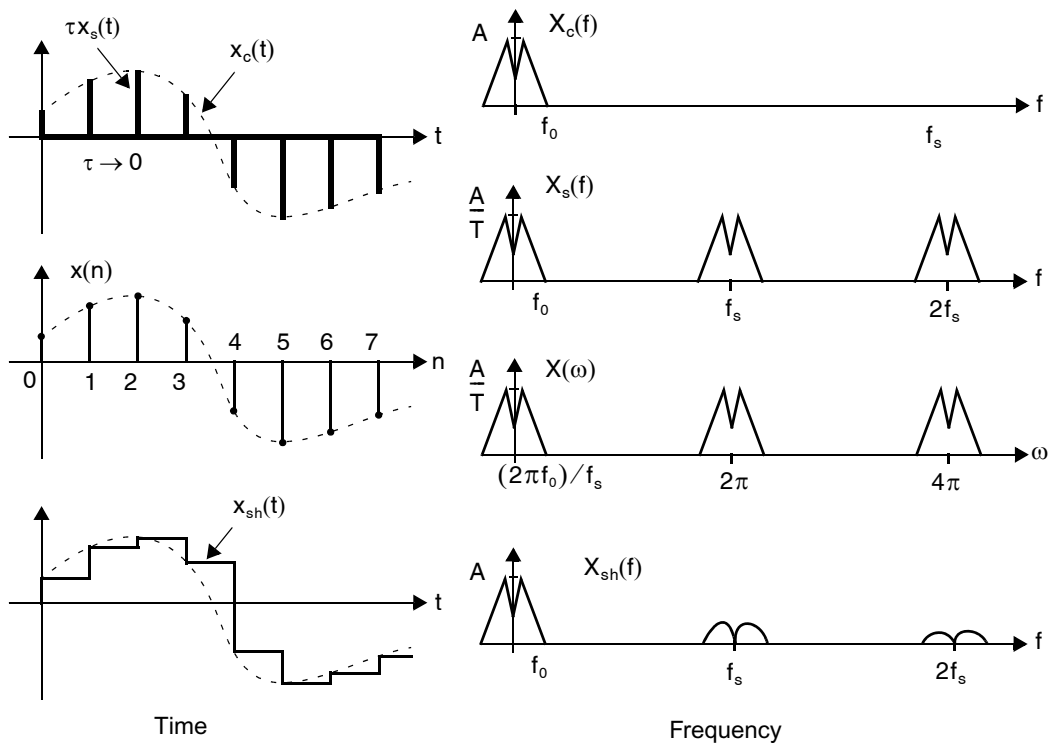 τx_s(t)
x_c(t)
t
τ → 0
x(n)
0 1 2 3 4 5 6 7
n
x_sh(t)
t
Time
A
X_c(f)
f_0
f_s
f
A/T
X_s(f)
f_0
f_s
2f_s
f
A/T
X(ω)
(2πf_0)/f_s
2π
4π
ω
A
X_sh(f)
f_0
f_s
2f_s
f
Frequency